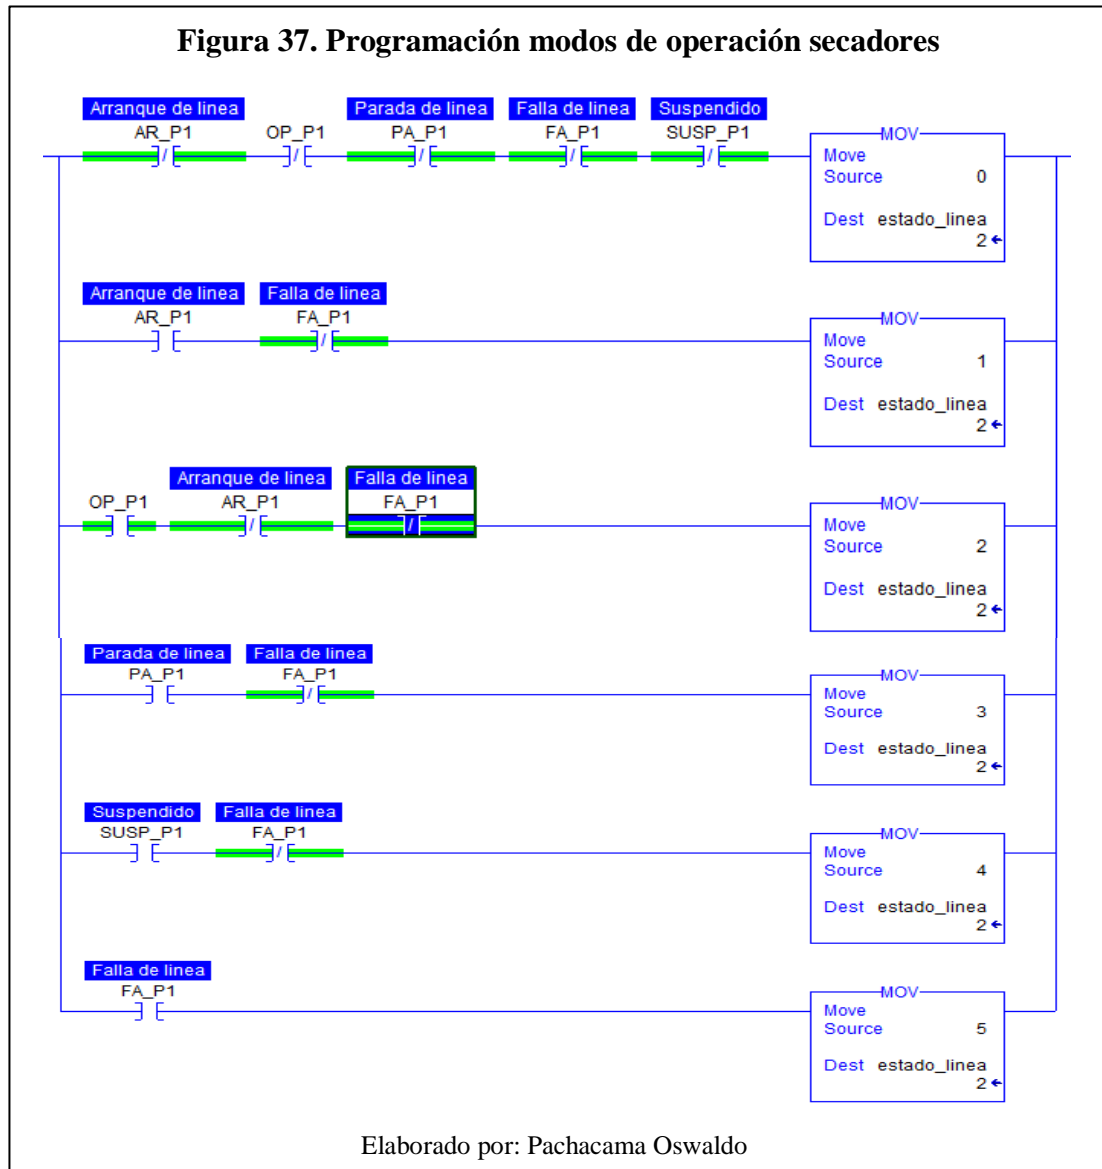 Figura 37. Programación modos de operación secadores
Arranque de linea Parada de linea Falla de linea Suspendido
AR_P1 OP_P1 PA_P1 FA_P1 SUSP_P1
MOV
Move
Source 0
Dest estado_linea
2
Arranque de linea Falla de linea
AR_P1 FA_P1
MOV
Move
Source 1
Dest estado_linea
2
Arranque de linea Falla de linea
OP_P1 AR_P1 FA_P1
MOV
Move
Source 2
Dest estado_linea
2
Parada de linea Falla de linea
PA_P1 FA_P1
MOV
Move
Source 3
Dest estado_linea
2
Suspendido Falla de linea
SUSP_P1 FA_P1
MOV
Move
Source 4
Dest estado_linea
2
Falla de linea
FA_P1
MOV
Move
Source 5
Dest estado_linea
2
Elaborado por: Pachacama Oswaldo